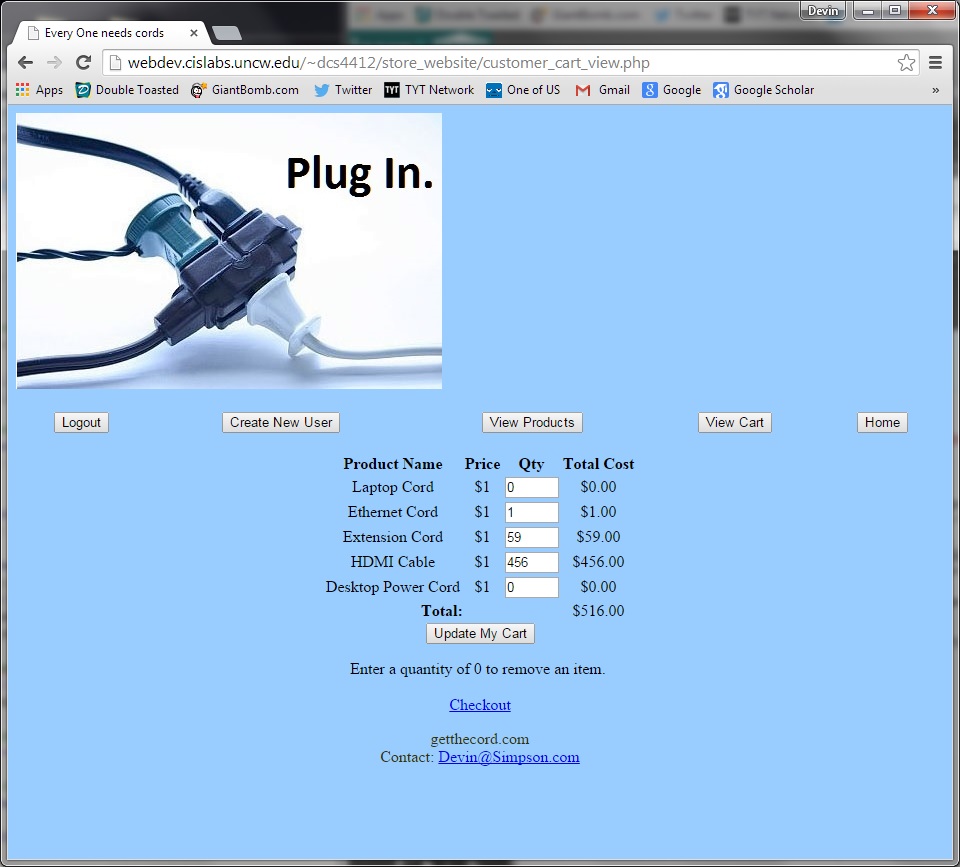 Devin
Every One needs cords
webdev.cislabs.uncw.edu/~dcs4412/store_website/customer_cart_view.php
Apps Double Toasted GiantBomb.com Twitter TYT TYT Network One of US Gmail Google Google Scholar »
Plug In.
Logout Create New User View Products View Cart Home
Product Name Price Qty Total Cost
Laptop Cord $1 0 $0.00
Ethernet Cord $1 1 $1.00
Extension Cord $1 59 $59.00
HDMI Cable $1 456 $456.00
Desktop Power Cord $1 0 $0.00
Total: $516.00
Update My Cart
Enter a quantity of 0 to remove an item.
Checkout
getthecord.com
Contact: Devin@Simpson.com